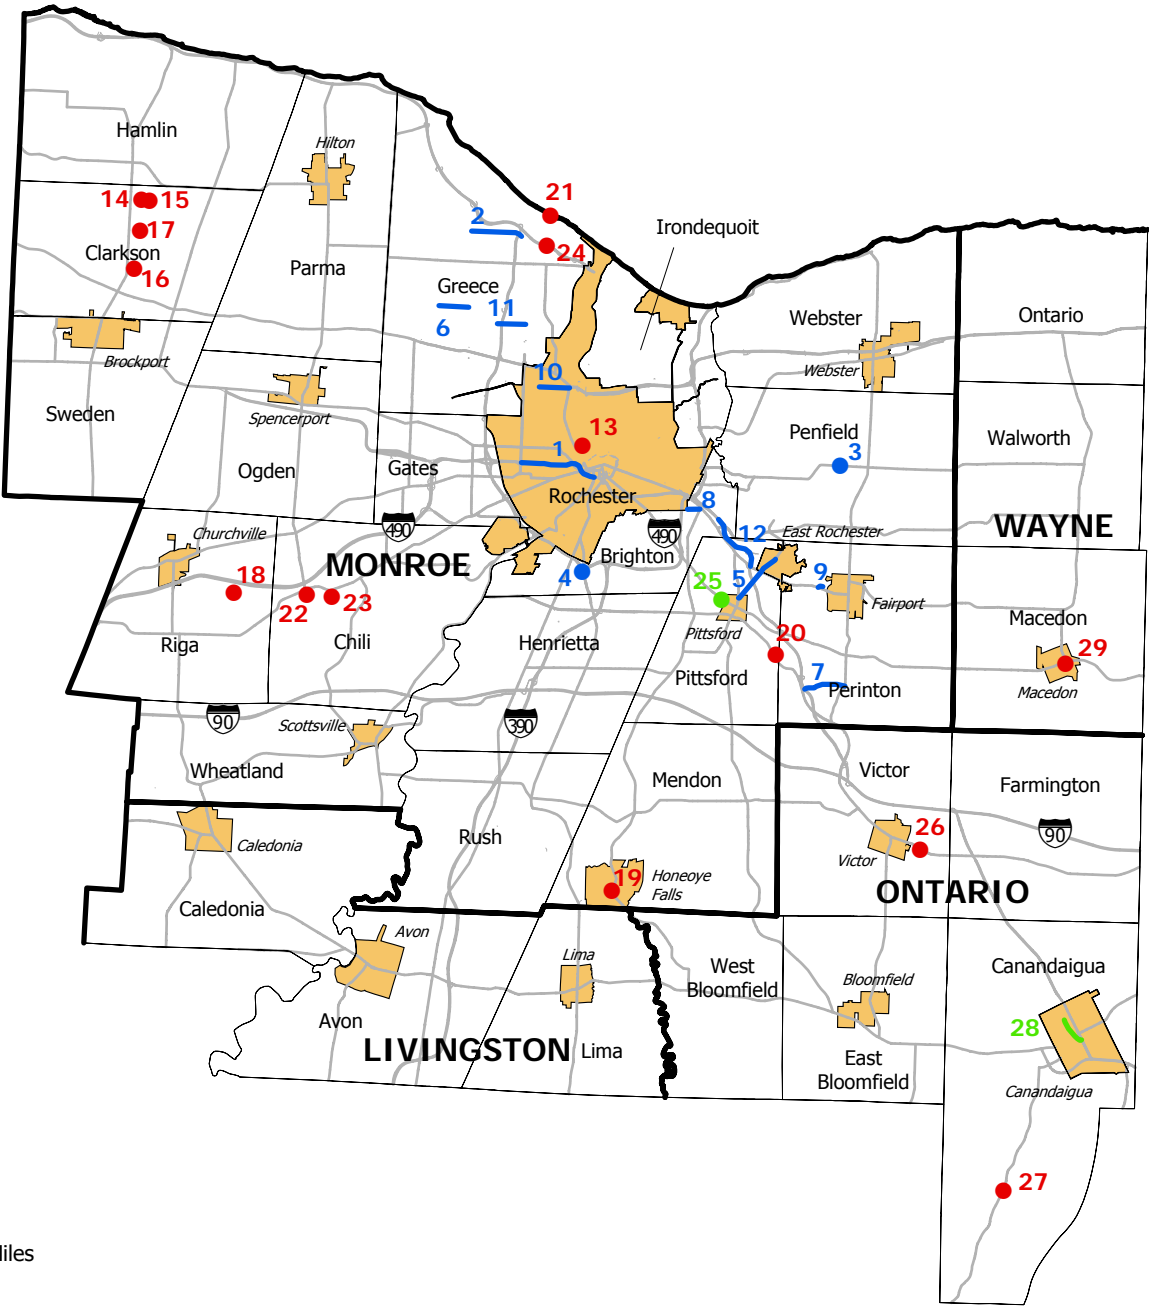 Hamlin
Hilton
14
15
17
Clarkson
16
Parma
21
2
24
Irondequoit
Greece
6
11
Webster
Ontario
Webster
Brockport
Sweden
Spencerport
10
13
1
Rochester
Gates
Ogden
Penfield
3
Walworth
8
490
490
12
East Rochester
WAYNE
Churchville
MONROE
Brighton
4
25
5
9
Fairport
18
22
23
Riga
Chili
Henrietta
Pittsford
20
Pittsford
7
Perinton
Macedon
29
Macedon
90
Scottsville
390
Wheatland
Mendon
Victor
Farmington
Rush
Caledonia
Victor
26
90
19
Honeoye
Falls
ONTARIO
Caledonia
Avon
Lima
West
Bloomfield
Bloomfield
Canandaigua
Avon
28
LIVINGSTON
Lima
East
Bloomfield
Canandaigua
27